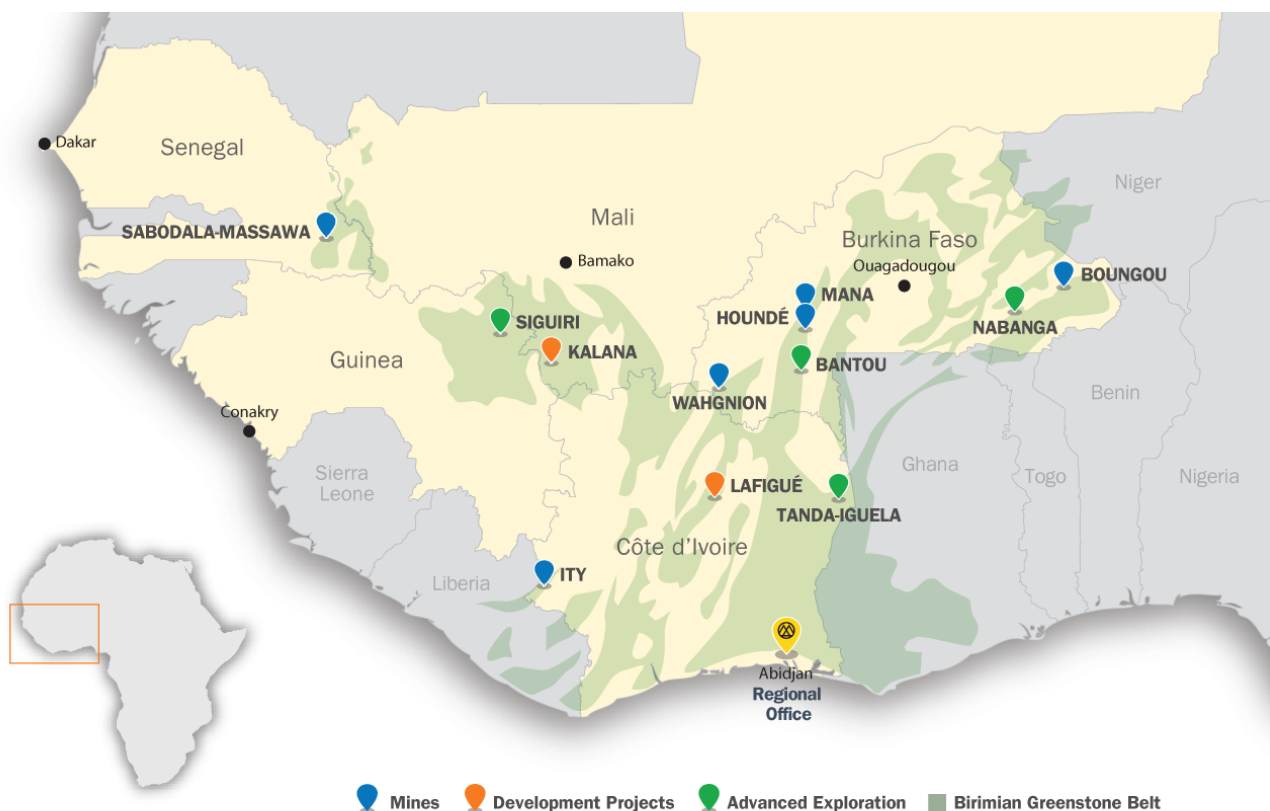 Dakar
Senegal
Niger
SABODALA-MASSAWA
Mali
Burkina Faso
Bamako
Ouagadougou
BOUNGOU
MANA
HOUNDÉ
NABANGA
SIGUIRI
KALANA
Guinea
BANTOU
WAHGNION
Benin
Conakry
Ghana
Togo
Nigeria
Sierra
Leone
LAFIGUÉ
TANDA-IGUELA
Côte d'Ivoire
ITY
Liberia
Abidjan
Regional
Office
Mines
Development Projects
Advanced Exploration
Birimian Greenstone Belt